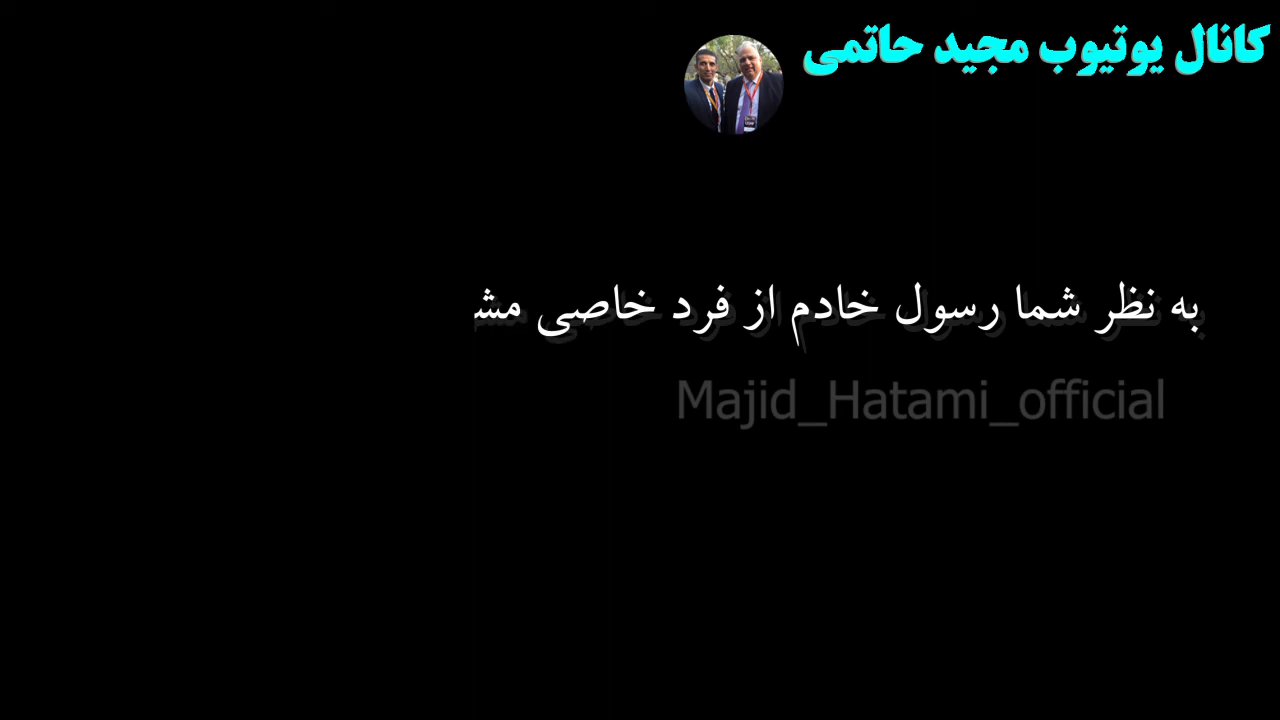 کانال یوتیوب مجید حاتمی
به نظر شما رسول خادم از فرد خاصی
Majid_Hatami_official